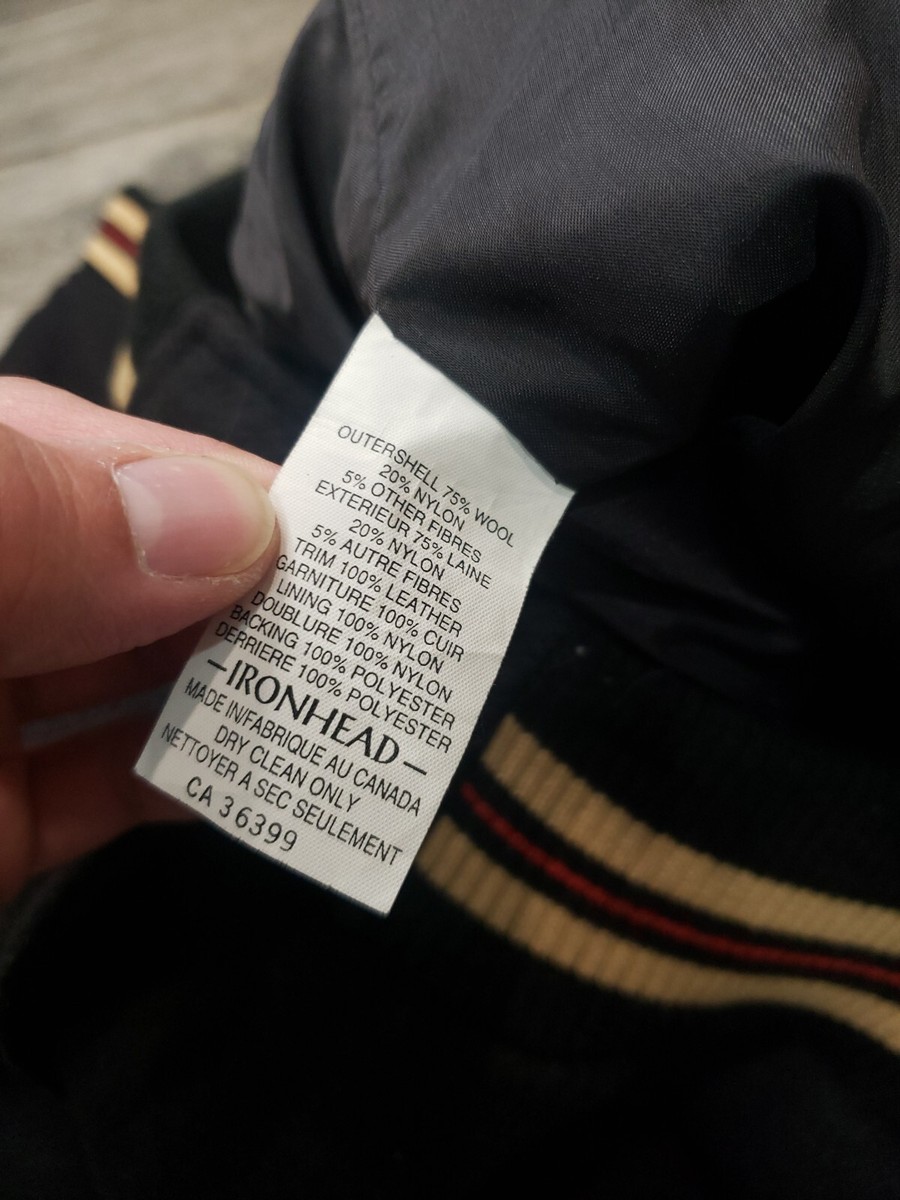 OUTERSHELL 75% WOOL
20% NYLON
5% OTHER FIBRES
EXTERIEUR 75% LAINE
20% NYLON
5% AUTRE FIBRES
TRIM 100% LEATHER
GARNITURE 100% CUIR
LINING 100% NYLON
DOUBLURE 100% NYLON
BACKING 100% POLYESTER
DERRIERE 100% POLYESTER
—IRONHEAD—
MADE IN/FABRIQUE AU CANADA
DRY CLEAN ONLY
NETTOYER A SEC SEULEMENT
CA 36399